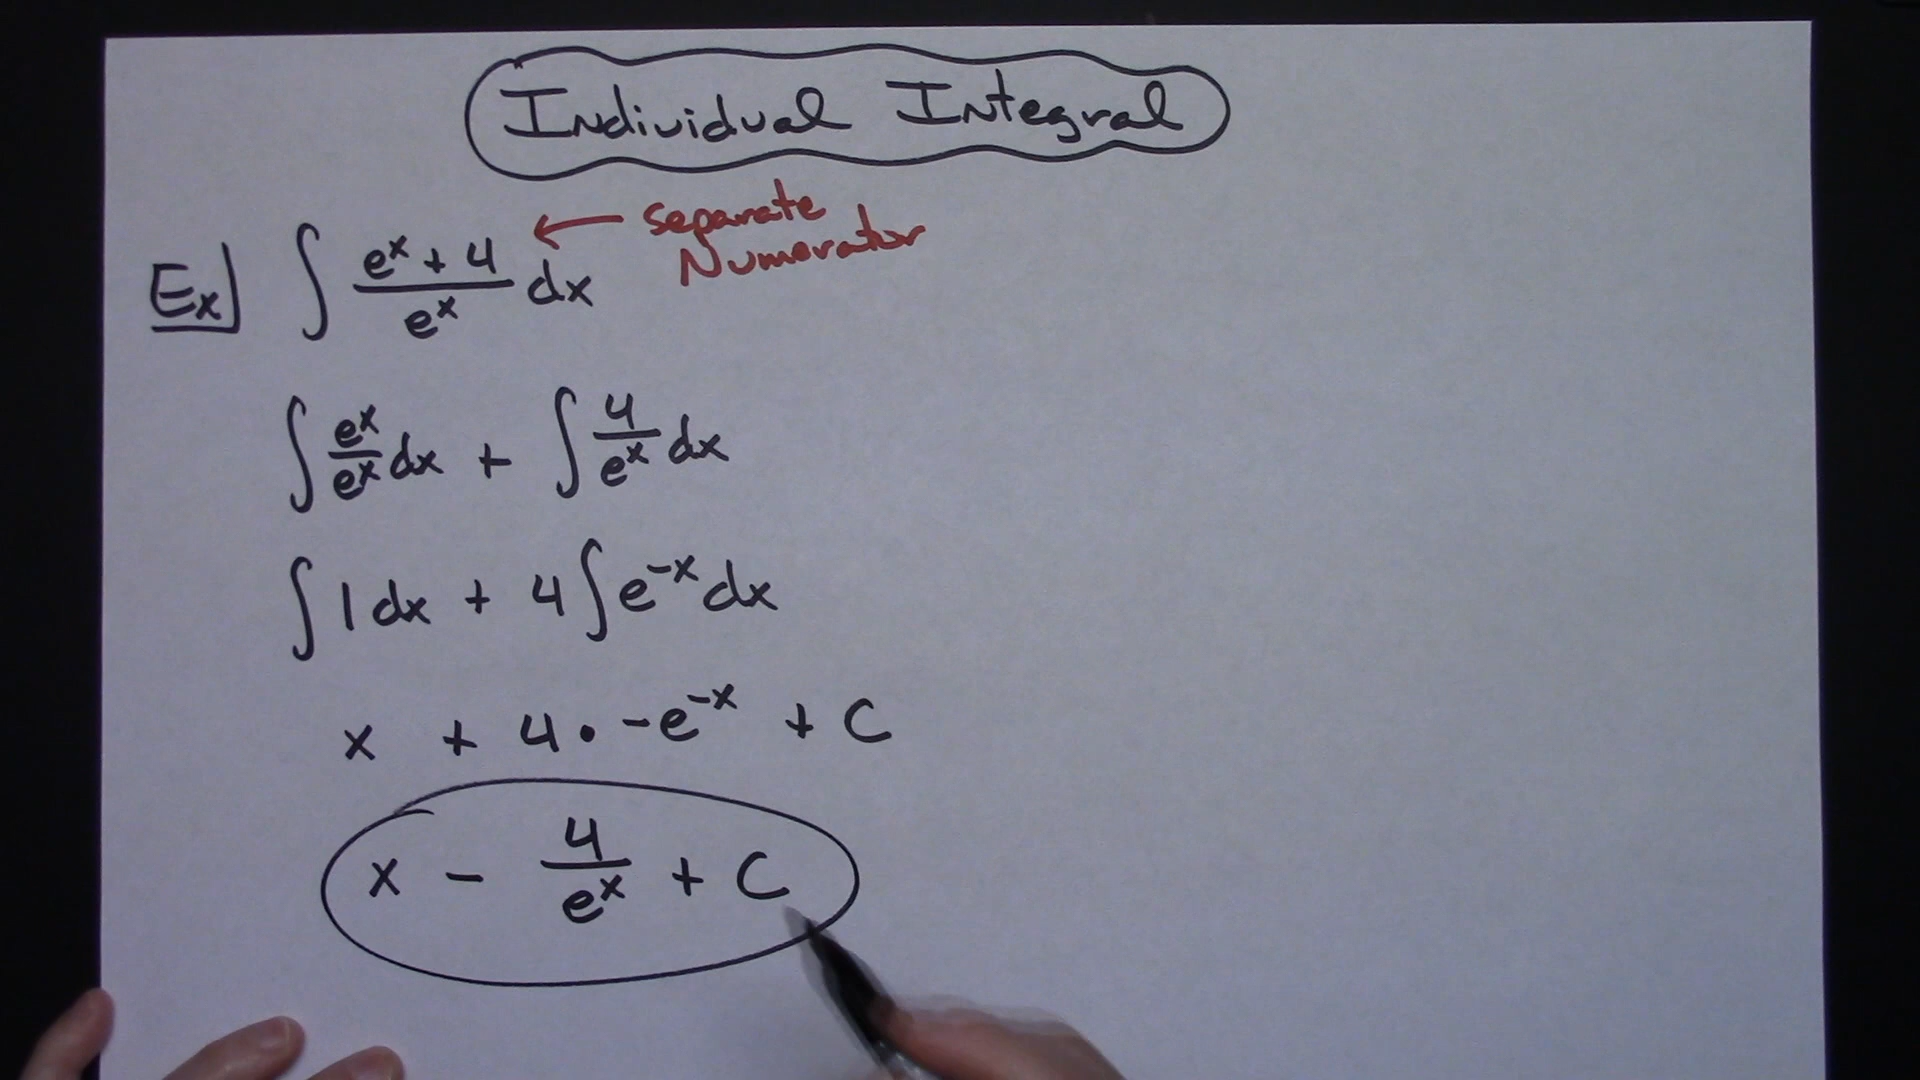 Individual Integral
← Separate
Numerator
Ex] ∫ (e^x + 4)/(e^x) dx
∫ e^x/e^x dx + ∫ 4/e^x dx
∫ 1 dx + 4 ∫ e^-x dx
x + 4 • -e^-x + C
x - 4/e^x + C